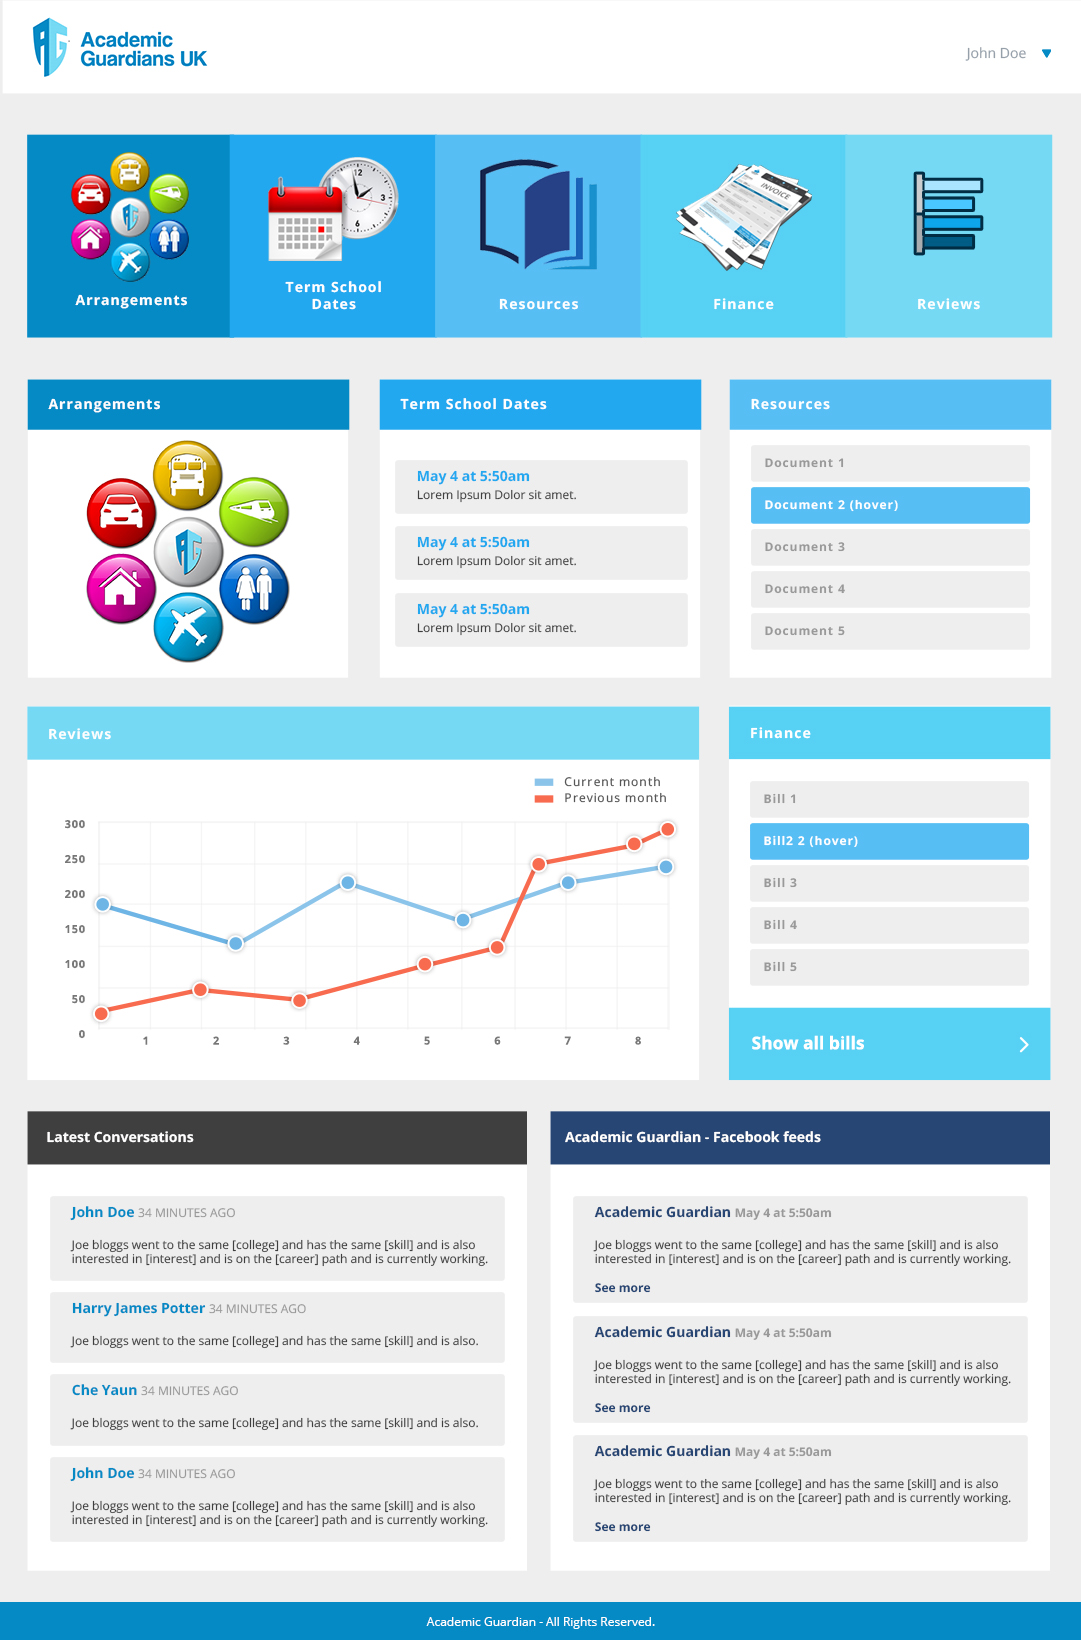 Academic
Guardians UK
John Doe
Arrangements
Term School
Dates
Resources
INVOICE
Finance
Reviews
Arrangements
Term School Dates
May 4 at 5:50am
Lorem Ipsum Dolor sit amet.
May 4 at 5:50am
Lorem Ipsum Dolor sit amet.
May 4 at 5:50am
Lorem Ipsum Dolor sit amet.
Resources
Document 1
Document 2 (hover)
Document 3
Document 4
Document 5
Reviews
Current month
Previous month
300
250
200
150
100
50
0
1 2 3 4 5 6 7 8
Finance
Bill 1
Bill2 2 (hover)
Bill 3
Bill 4
Bill 5
Show all bills
Latest Conversations
John Doe 34 MINUTES AGO
Joe bloggs went to the same [college] and has the same [skill] and is also
interested in [interest] and is on the [career] path and is currently working.
Harry James Potter 34 MINUTES AGO
Joe bloggs went to the same [college] and has the same [skill] and is also.
Che Yaun 34 MINUTES AGO
Joe bloggs went to the same [college] and has the same [skill] and is also.
John Doe 34 MINUTES AGO
Joe bloggs went to the same [college] and has the same [skill] and is also
interested in [interest] and is on the [career] path and is currently working.
Academic Guardian - Facebook feeds
Academic Guardian May 4 at 5:50am
Joe bloggs went to the same [college] and has the same [skill] and is also
interested in [interest] and is on the [career] path and is currently working.
See more
Academic Guardian May 4 at 5:50am
Joe bloggs went to the same [college] and has the same [skill] and is also
interested in [interest] and is on the [career] path and is currently working.
See more
Academic Guardian May 4 at 5:50am
Joe bloggs went to the same [college] and has the same [skill] and is also
interested in [interest] and is on the [career] path and is currently working.
See more
Academic Guardian - All Rights Reserved.